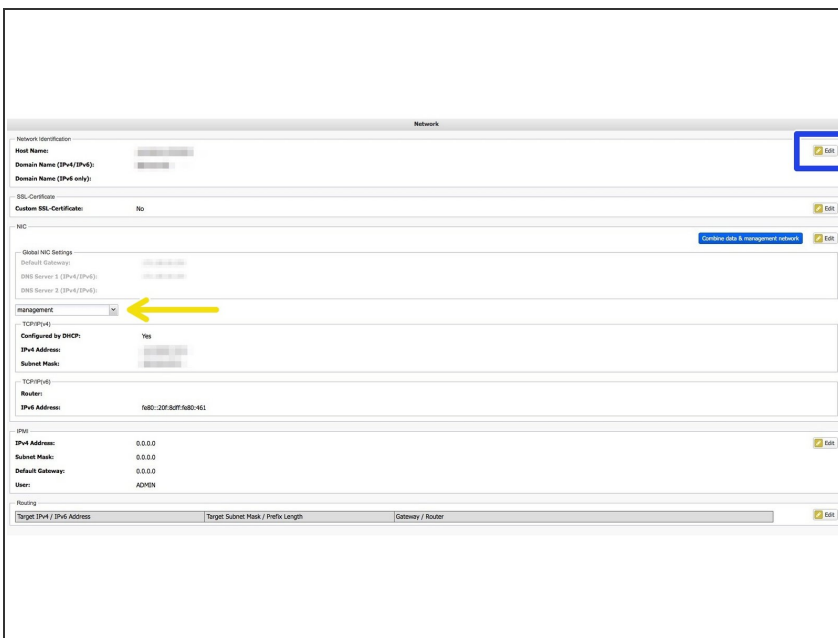 Network
Network Identification
Host Name:
Edit
Domain Name (IPv4/IPv6):
Domain Name (IPv6 only):
SSL-Certificate
Custom SSL-Certificate: No
Edit
NIC
Combine data & management network Edit
Global NIC Settings
Default Gateway:
DNS Server 1 (IPv4/IPv6):
DNS Server 2 (IPv4/IPv6):
management
TCP/IP(v4)
Configured by DHCP: Yes
IPv4 Address:
Subnet Mask:
TCP/IP(v6)
Router:
IPv6 Address: fe80::20f:8dff:fe80:461
IPMI
IPv4 Address: 0.0.0.0
Edit
Subnet Mask: 0.0.0.0
Default Gateway: 0.0.0.0
User: ADMIN
Routing
Target IPv4 / IPv6 Address Target Subnet Mask / Prefix Length Gateway / Router
Edit